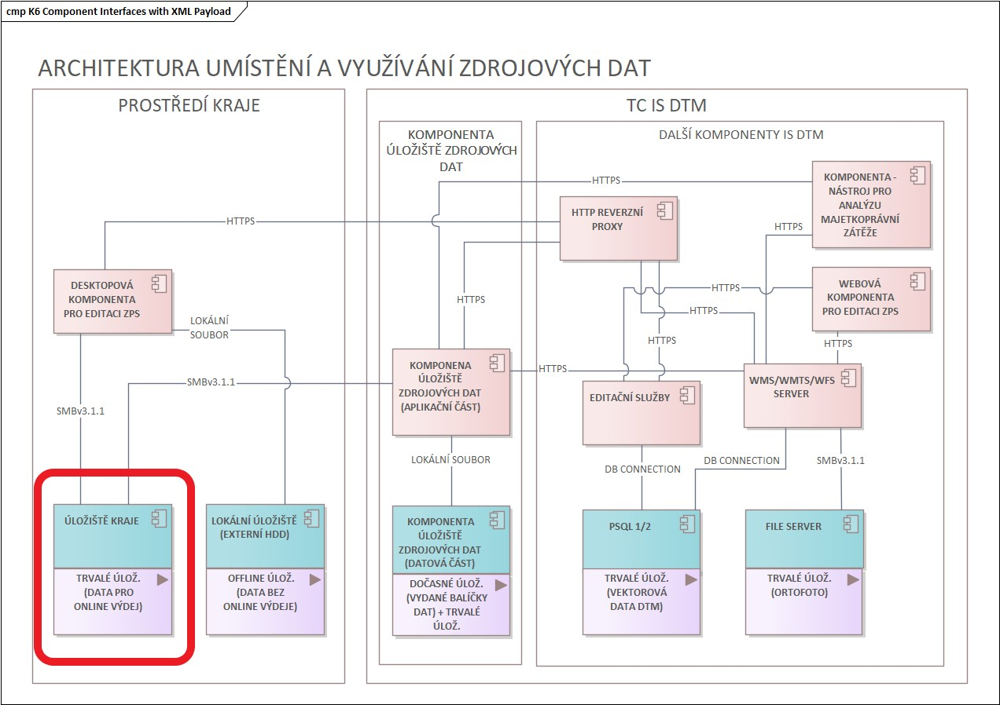 cmp K6 Component Interfaces with XML Payload
ARCHITEKTURA UMÍSTĚNÍ A VYUŽÍVÁNÍ ZDROJOVÝCH DAT
PROSTŘEDÍ KRAJE
TC IS DTM
KOMPONENTA
ÚLOŽIŠTĚ ZDROJOVÝCH
DAT
DALŠÍ KOMPONENTY IS DTM
KOMPONENTA -
NÁSTROJ PRO
ANALÝZU
MAJETKOPRÁVNÍ
ZÁTĚŽE
HTTPS
HTTP REVERZNÍ
PROXY
HTTPS
HTTPS
DESKTOPOVÁ
KOMPONENTA
PRO EDITACI ZPS
HTTPS
HTTPS
WEBOVÁ
KOMPONENTA
PRO EDITACI ZPS
HTTPS
LOKÁLNÍ
SOUBOR
HTTPS
HTTPS
KOMPONENA
ÚLOŽIŠTĚ
ZDROJOVÝCH DAT
(APLIKAČNÍ ČÁST)
HTTPS
WMS/WMTS/WFS
SERVER
SMBv3.1.1
EDITAČNÍ SLUŽBY
SMBv3.1.1
LOKÁLNÍ SOUBOR
DB CONNECTION
DB CONNECTION
SMBv3.1.1
ÚLOŽIŠTĚ KRAJE
LOKÁLNÍ ÚLOŽIŠTĚ
(EXTERNÍ HDD)
KOMPONENTA
ÚLOŽIŠTĚ
ZDROJOVÝCH DAT
(DATOVÁ ČÁST)
PSQL 1/2
FILE SERVER
TRVALÉ ÚLOŽ.
(DATA PRO
ONLINE VÝDEJ)
OFFLINE ÚLOŽ.
(DATA BEZ
ONLINE VÝDEJE)
DOČASNÉ ÚLOŽ.
(VYDANÉ BALÍČKY
DAT) + TRVALÉ
ÚLOŽ.
TRVALÉ ÚLOŽ.
(VEKTOROVÁ
DATA DTM)
TRVALÉ ÚLOŽ.
(ORTOFOTO)